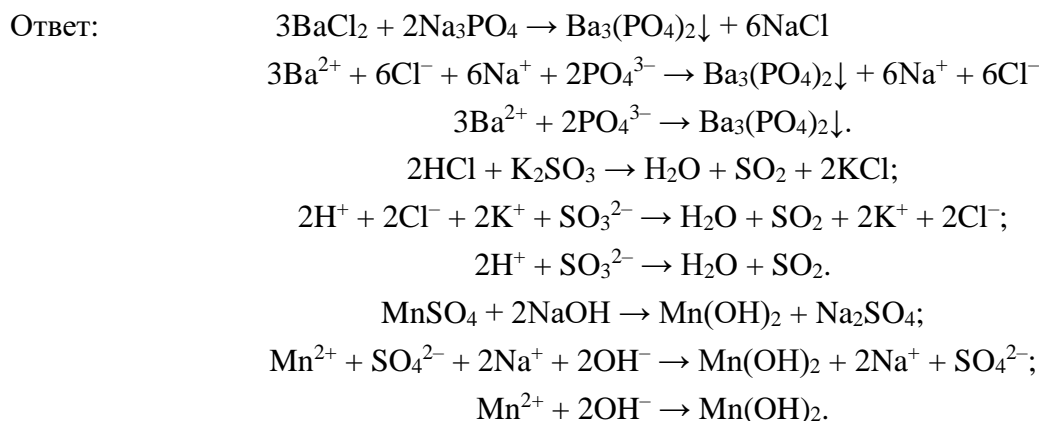 Ответ: 3BaCl₂ + 2Na₃PO₄ → Ba₃(PO₄)₂↓ + 6NaCl
3Ba²⁺ + 6Cl⁻ + 6Na⁺ + 2PO₄³⁻ → Ba₃(PO₄)₂↓ + 6Na⁺ + 6Cl⁻
3Ba²⁺ + 2PO₄³⁻ → Ba₃(PO₄)₂↓.
2HCl + K₂SO₃ → H₂O + SO₂ + 2KCl;
2H⁺ + 2Cl⁻ + 2K⁺ + SO₃²⁻ → H₂O + SO₂ + 2K⁺ + 2Cl⁻;
2H⁺ + SO₃²⁻ → H₂O + SO₂.
MnSO₄ + 2NaOH → Mn(OH)₂ + Na₂SO₄;
Mn²⁺ + SO₄²⁻ + 2Na⁺ + 2OH⁻ → Mn(OH)₂ + 2Na⁺ + SO₄²⁻;
Mn²⁺ + 2OH⁻ → Mn(OH)₂.